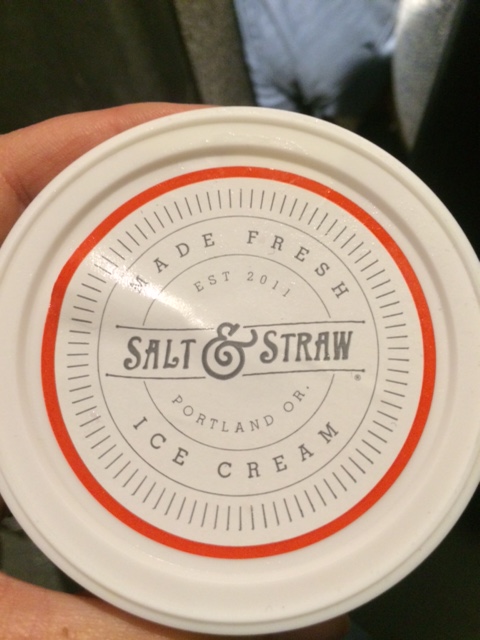 MADE FRESH
EST 2011
SALT & STRAW®
PORTLAND OR.
ICE CREAM